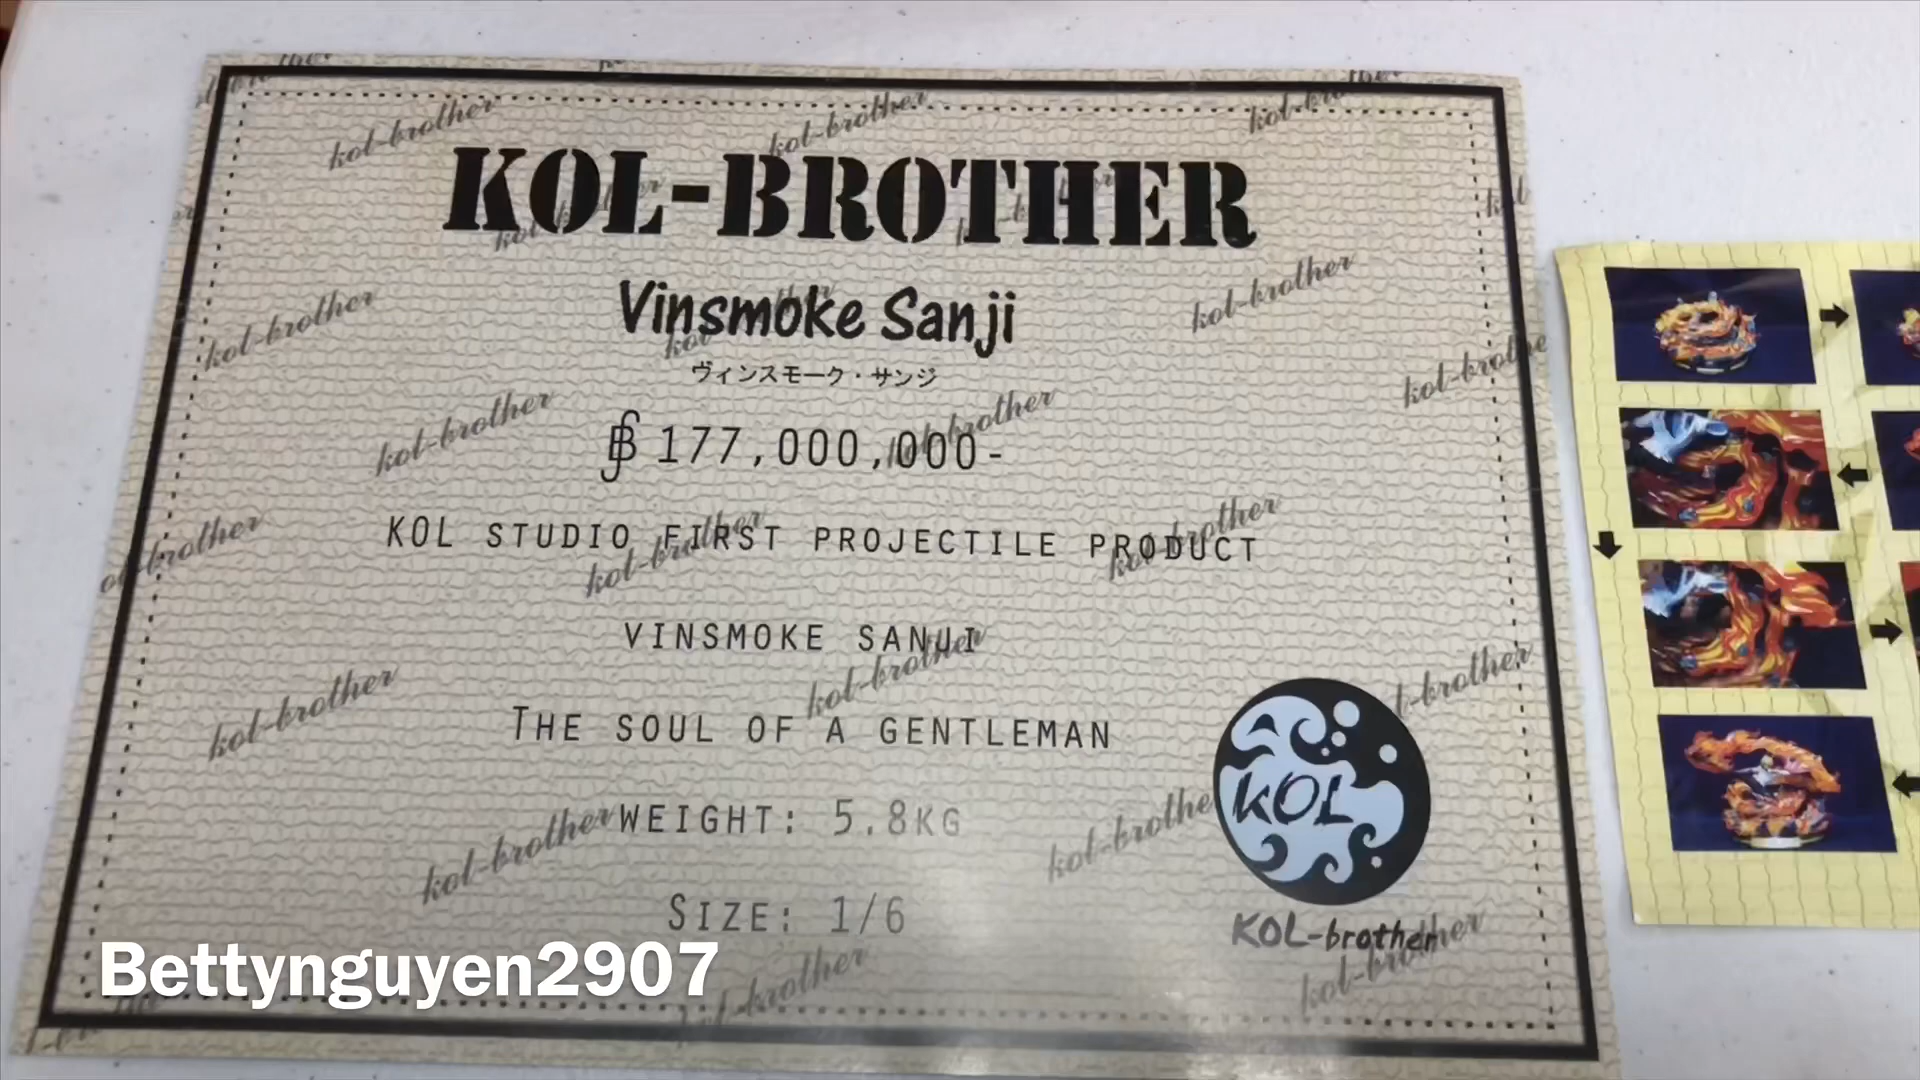 KOL-BROTHER
Vinsmoke Sanji
ヴィンスモーク・サンジ
฿ 177,000,000-
KOL STUDIO FIRST PROJECTILE PRODUCT
VINSMOKE SANJI
THE SOUL OF A GENTLEMAN
WEIGHT: 5.8KG
SIZE: 1/6
KOL
KOL-brother
Bettynguyen2907
kol-brother